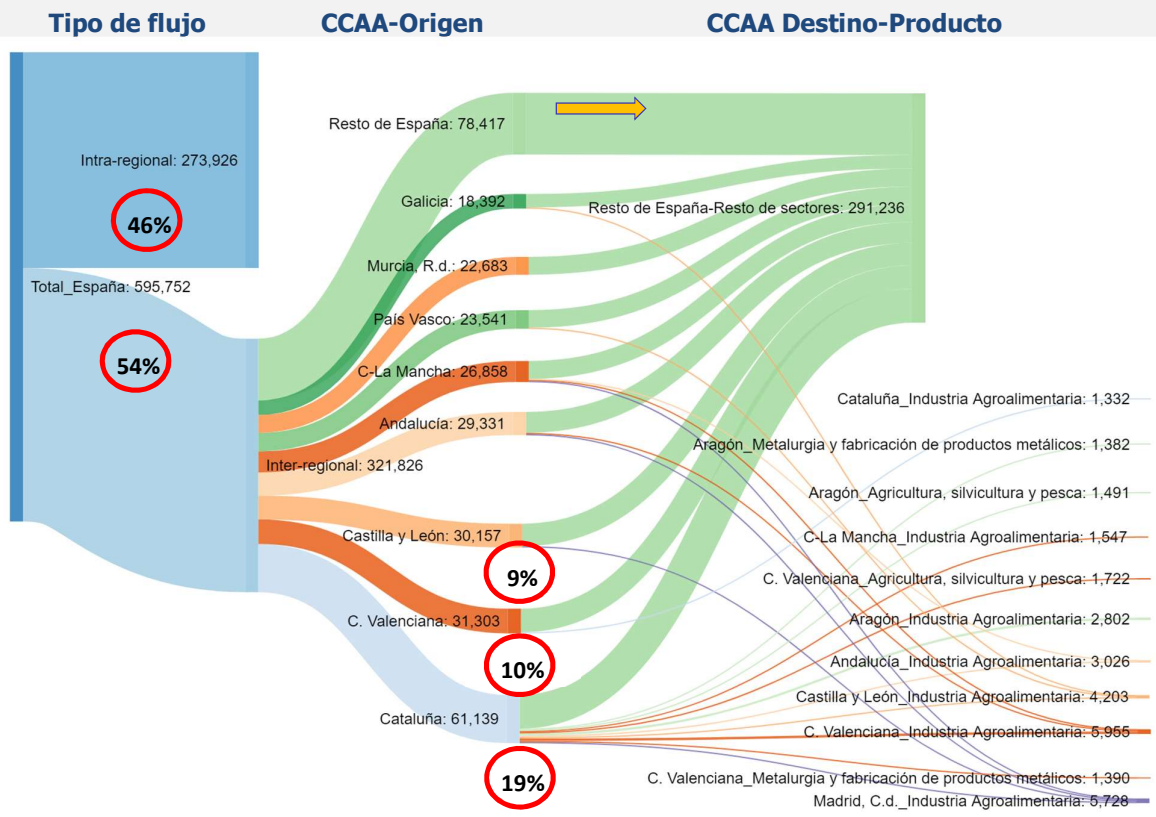 Tipo de flujo
CCAA-Origen
CCAA Destino-Producto
Intra-regional: 273,926
46%
Total_España: 595,752
54%
Inter-regional: 321,826
Resto de España: 78,417
Galicia: 18,392
Murcia, R.d.: 22,683
País Vasco: 23,541
C-La Mancha: 26,858
Andalucía: 29,331
Castilla y León: 30,157
9%
C. Valenciana: 31,303
10%
Cataluña: 61,139
19%
Resto de España-Resto de sectores: 291,236
Cataluña_Industria Agroalimentaria: 1,332
Aragón_Metalurgia y fabricación de productos metálicos: 1,382
Aragón_Agricultura, silvicultura y pesca: 1,491
C-La Mancha_Industria Agroalimentaria: 1,547
C. Valenciana_Agricultura, silvicultura y pesca: 1,722
Aragón_Industria Agroalimentaria: 2,802
Andalucía_Industria Agroalimentaria: 3,026
Castilla y León_Industria Agroalimentaria: 4,203
C. Valenciana_Industria Agroalimentaria: 5,955
C. Valenciana_Metalurgia y fabricación de productos metálicos: 1,390
Madrid, C.d._Industria Agroalimentaria: 5,728